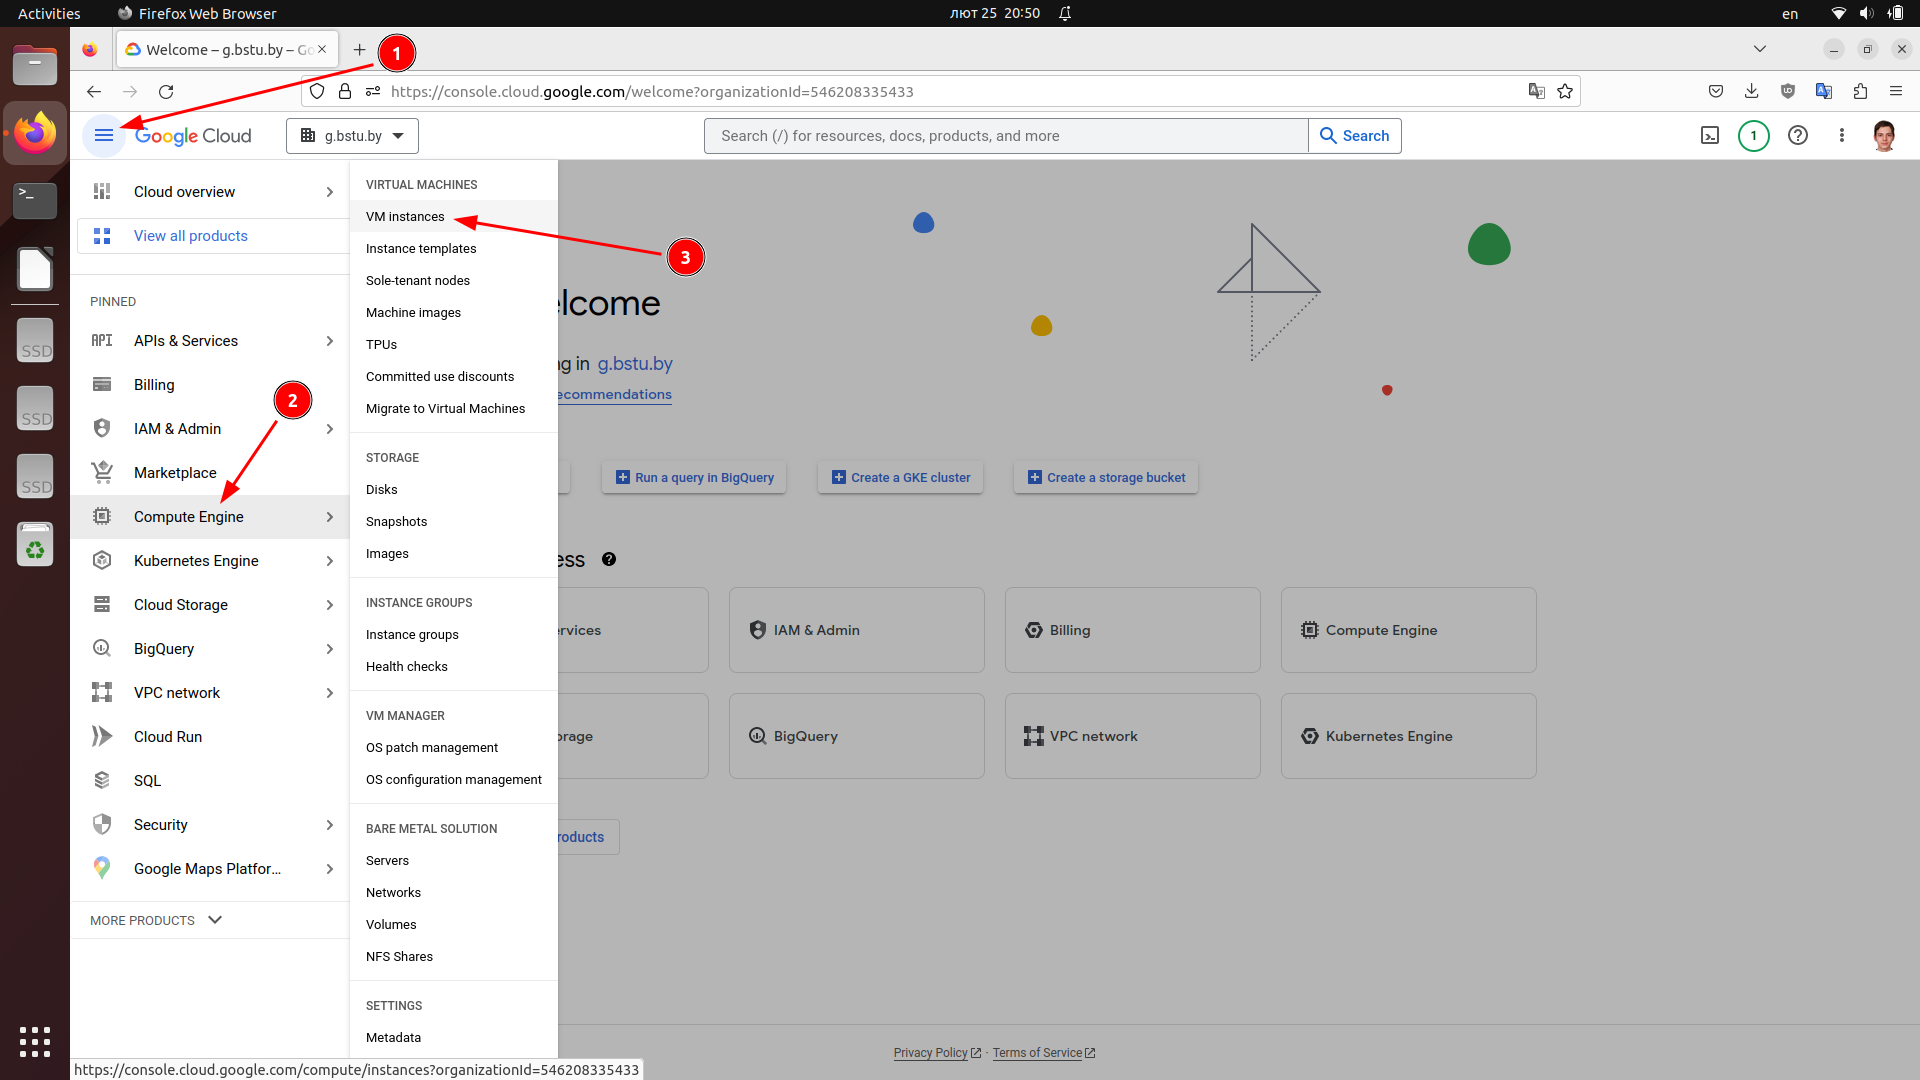 Activities
Firefox Web Browser
лют 25 20:50
en
Welcome – g.bstu.by – Go
1
https://console.cloud.google.com/welcome?organizationId=546208335433
Google Cloud
g.bstu.by
Search (/) for resources, docs, products, and more
Search
1
Cloud overview
View all products
PINNED
API
APIs & Services
Billing
2
IAM & Admin
Marketplace
Compute Engine
Kubernetes Engine
Cloud Storage
BigQuery
VPC network
Cloud Run
SQL
Security
Google Maps Platfor...
MORE PRODUCTS
SSD
SSD
SSD
VIRTUAL MACHINES
VM instances
3
Instance templates
Sole-tenant nodes
Machine images
TPUs
Committed use discounts
Migrate to Virtual Machines
STORAGE
Disks
Snapshots
Images
INSTANCE GROUPS
Instance groups
Health checks
VM MANAGER
OS patch management
OS configuration management
BARE METAL SOLUTION
Servers
Networks
Volumes
NFS Shares
SETTINGS
Metadata
elcome
ng in g.bstu.by
ecommendations
Run a query in BigQuery
Create a GKE cluster
Create a storage bucket
ess
ervices
IAM & Admin
Billing
Compute Engine
orage
BigQuery
VPC network
Kubernetes Engine
roducts
Privacy Policy · Terms of Service
https://console.cloud.google.com/compute/instances?organizationId=546208335433